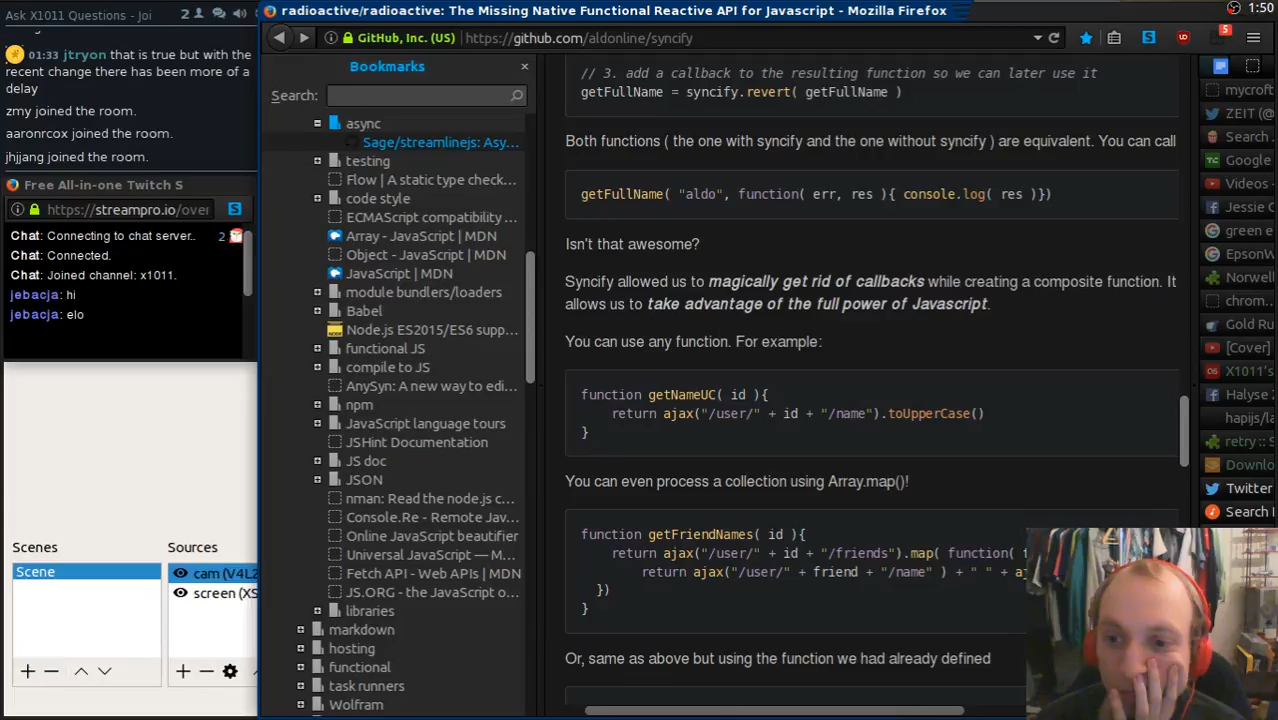 Ask X1011 Questions - Joi
2
01:33 jtryon that is true but with the
recent change there has been more of a
delay
zmy joined the room.
aaronrcox joined the room.
jhjjang joined the room.
Free All-in-one Twitch S
https://streampro.io/over
Chat: Connecting to chat server..
2
Chat: Connected.
Chat: Joined channel: x1011.
jebacja: hi
jebacja: elo
Scenes
Sources
Scene
cam (V4L2
screen (XS
radioactive/radioactive: The Missing Native Functional Reactive API for Javascript - Mozilla Firefox
1:50
GitHub, Inc. (US)
https://github.com/aldonline/syncify
5
Bookmarks
Search:
async
Sage/streamlinejs: Asy...
testing
Flow | A static type check...
code style
ECMAScript compatibility ...
Array - JavaScript | MDN
Object - JavaScript | MDN
JavaScript | MDN
module bundlers/loaders
Babel
Node.js ES2015/ES6 supp...
functional JS
compile to JS
AnySyn: A new way to edi...
npm
JavaScript language tours
JSHint Documentation
JS doc
JSON
nman: Read the node.js c...
Console.Re - Remote Jav...
Online JavaScript beautifier
Universal JavaScript — M...
Fetch API - Web APIs | MDN
JS.ORG - the JavaScript o...
libraries
markdown
hosting
functional
task runners
Wolfram
// 3. add a callback to the resulting function so we can later use it
getFullName = syncify.revert( getFullName )
Both functions ( the one with syncify and the one without syncify ) are equivalent. You can call
getFullName( "aldo", function( err, res ){ console.log( res )})
Isn't that awesome?
Syncify allowed us to magically get rid of callbacks while creating a composite function. It
allows us to take advantage of the full power of Javascript.
You can use any function. For example:
function getNameUC( id ){
return ajax("/user/" + id + "/name").toUpperCase()
}
You can even process a collection using Array.map()!
function getFriendNames( id ){
return ajax("/user/" + id + "/friends").map( function( f
return ajax("/user/" + friend + "/name" ) + " " + aj
})
}
Or, same as above but using the function we had already defined
mycroft
ZEIT (@
Search
Google
Videos -
Jessie C
green e
EpsonW
Norwell
chrom...
Gold Ru
[Cover]
X1011's
Halyse
hapijs/la
retry ::
Downlo
Twitter
Search